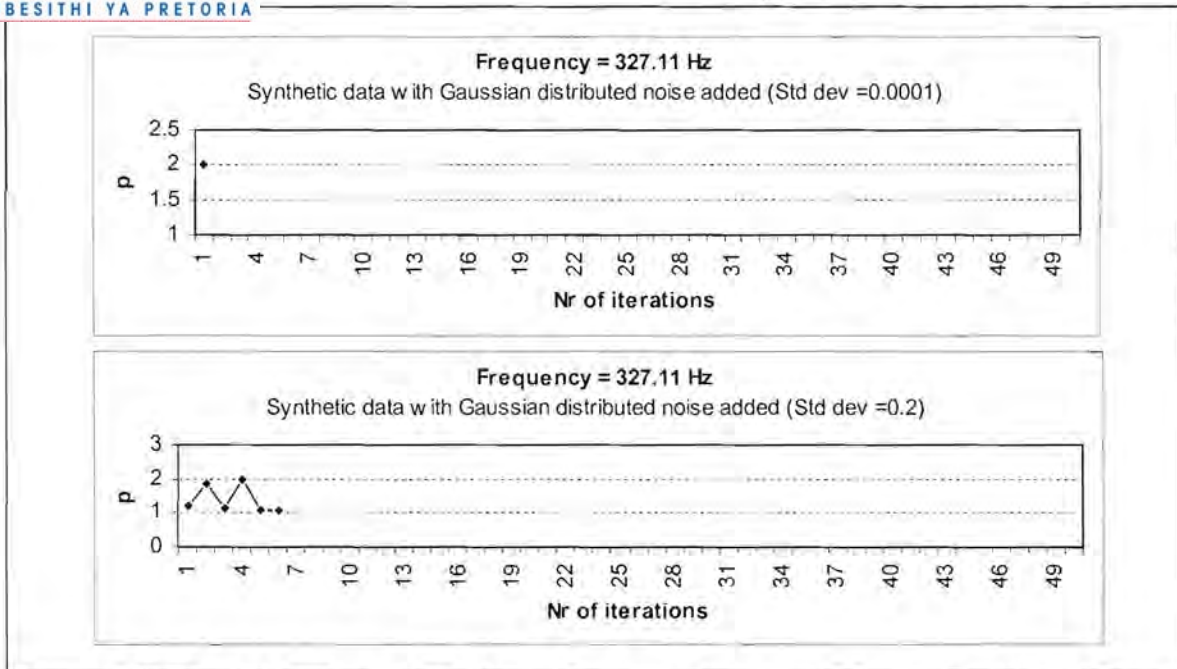 BESITHI YA PRETORIA
Frequency = 327.11 Hz
Synthetic data with Gaussian distributed noise added (Std dev =0.0001)
2.5
2
1.5
1
p
1 4 7 10 13 16 19 22 25 28 31 34 37 40 43 46 49
Nr of iterations
Frequency = 327.11 Hz
Synthetic data with Gaussian distributed noise added (Std dev =0.2)
3
2
1
0
p
1 4 7 10 13 16 19 22 25 28 31 34 37 40 43 46 49
Nr of iterations